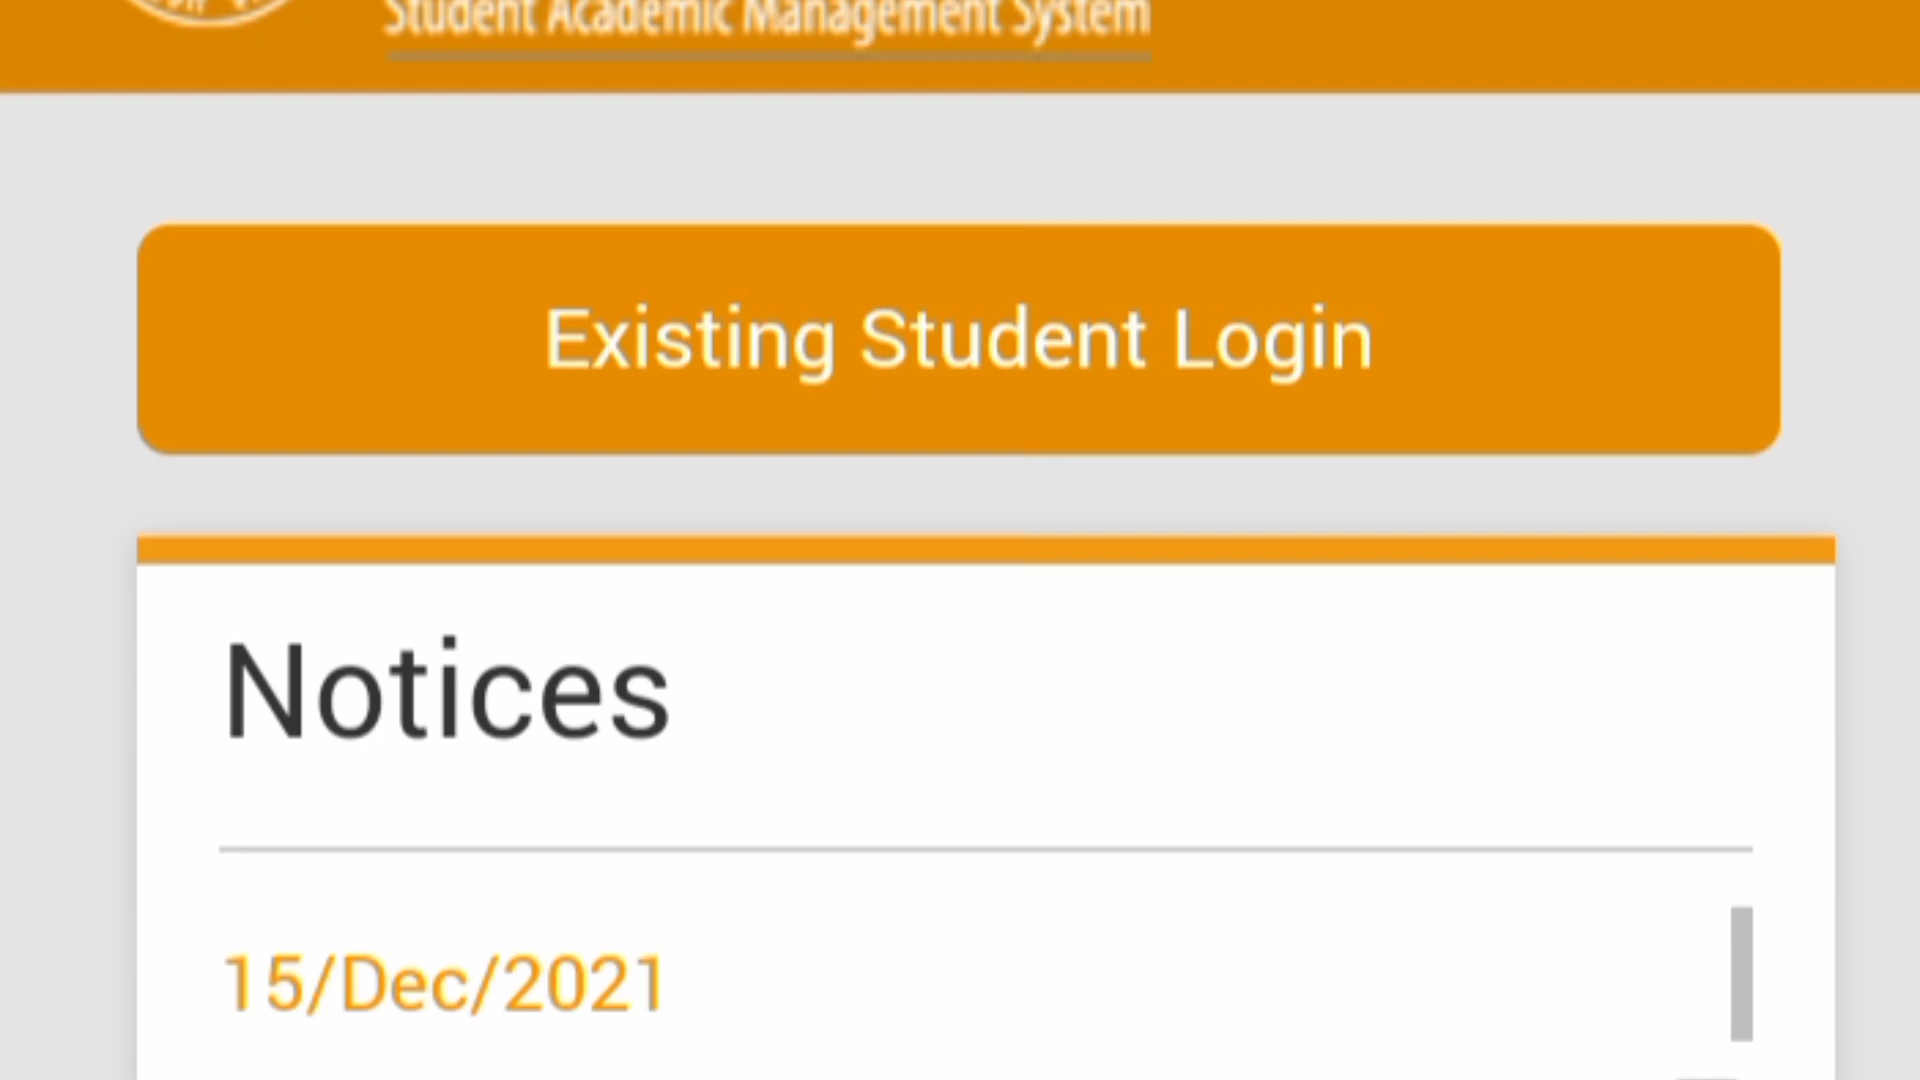 Student Academic Management System
Existing Student Login
Notices
15/Dec/2021